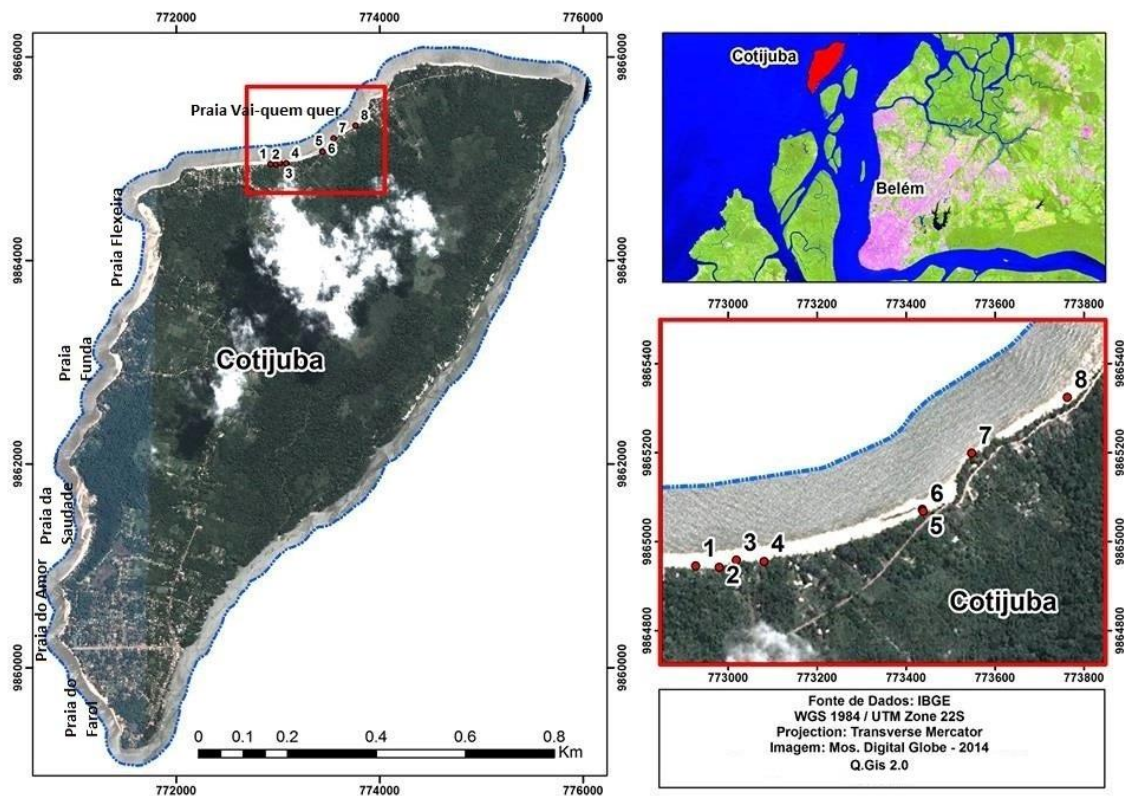 772000 774000 776000
9866000
9866000
Praia Vai-quem quer
1 2 3 4 5 6 7 8
Praia Flexeira
9864000
9864000
Praia
Funda
Cotijuba
9862000
9862000
Praia da
Saudade
Praia do Amor
9860000
9860000
Praia do
Farol
0 0.1 0.2 0.4 0.6 0.8
Km
772000 774000 776000
Cotijuba
Belém
773000 773200 773400 773600 773800
9865400
9865400
9865200
9865200
9865000
9865000
9864800
9864800
1 2 3 4 5 6 7 8
Cotijuba
773000 773200 773400 773600 773800
Fonte de Dados: IBGE
WGS 1984 / UTM Zone 22S
Projection: Transverse Mercator
Imagem: Mos. Digital Globe - 2014
Q.Gis 2.0